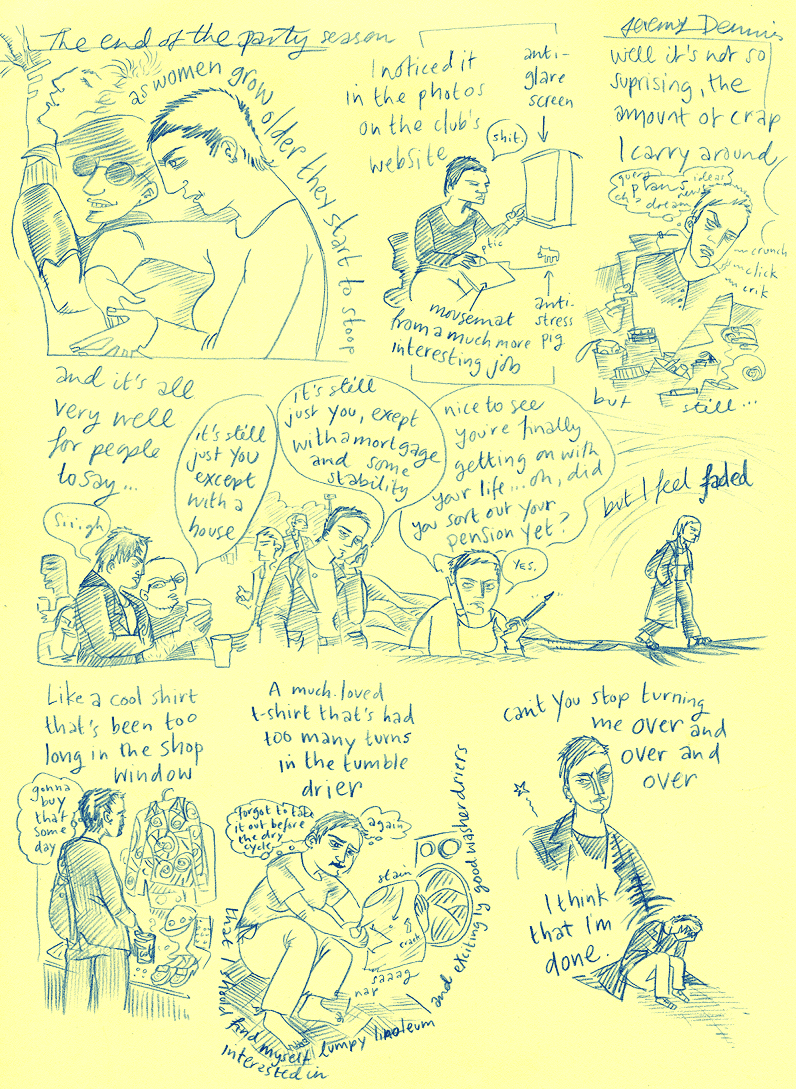 The end of the party season
Jeremy Dennis
as women grow older they start to stoop
I noticed it
in the photos
on the club's
website
anti-
glare
screen
shit.
ptic
mousemat
from a much more
interesting job
anti-
stress
pig
well it's not so
suprising, the
amount of crap
I carry around
ideas
plans
news
dream
crunch
click
crik
but still...
and it's all
very well
for people
to say...
Sii.igh
it's still
just you
except
with a
house
it's still
just you, exept
with a mortgage
and some
stability
nice to see
you're finally
getting on with
your life... oh, did
you sort out your
pension yet?
YES.
but I feel faded
Like a cool shirt
that's been too
long in the shop
window
gonna
buy
that
some
day
A much-loved
t-shirt that's had
too many turns
in the tumble
drier
forgot to take
it out before
the dry
cycle
again
stain
crack
saaag
nap
that I should find myself
interested in
lumpy linoleum
and excitingly good washer driers
can't you stop turning
me over and
over and
over
I think
that I'm
done.